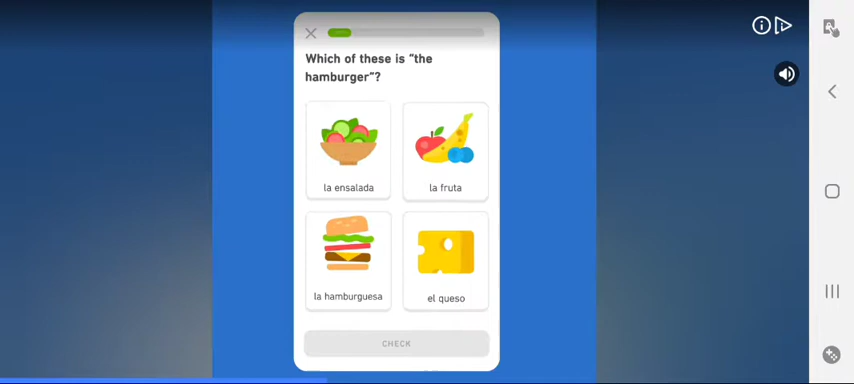 Which of these is “the
hamburger”?
la ensalada
la fruta
la hamburguesa
el queso
CHECK